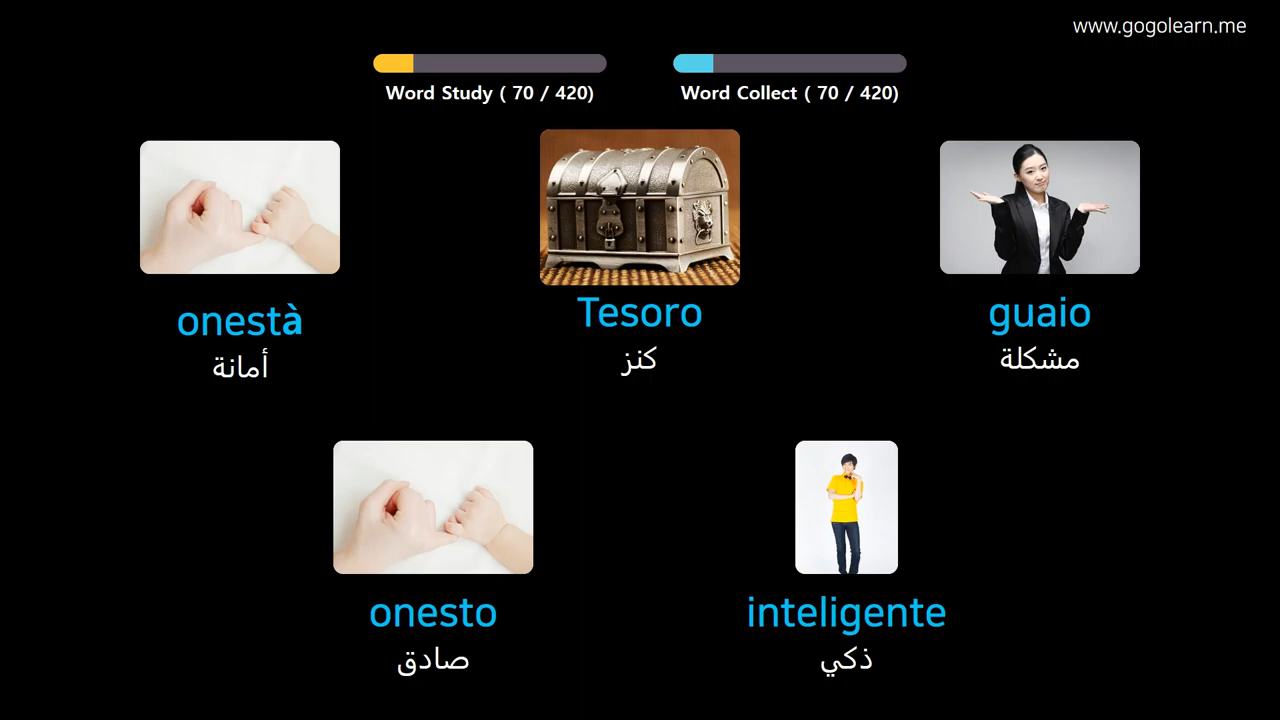 www.gogolearn.me
Word Study ( 70 / 420)
Word Collect ( 70 / 420)
onestà
أمانة
Tesoro
كنز
guaio
مشكلة
onesto
صادق
inteligente
ذكي